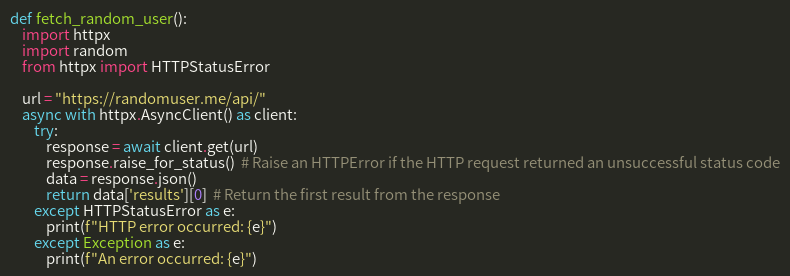 def fetch_random_user():
    import httpx
    import random
    from httpx import HTTPStatusError

    url = "https://randomuser.me/api/"
    async with httpx.AsyncClient() as client:
        try:
            response = await client.get(url)
            response.raise_for_status()  # Raise an HTTPError if the HTTP request returned an unsuccessful status code
            data = response.json()
            return data['results'][0]  # Return the first result from the response
        except HTTPStatusError as e:
            print(f"HTTP error occurred: {e}")
        except Exception as e:
            print(f"An error occurred: {e}")